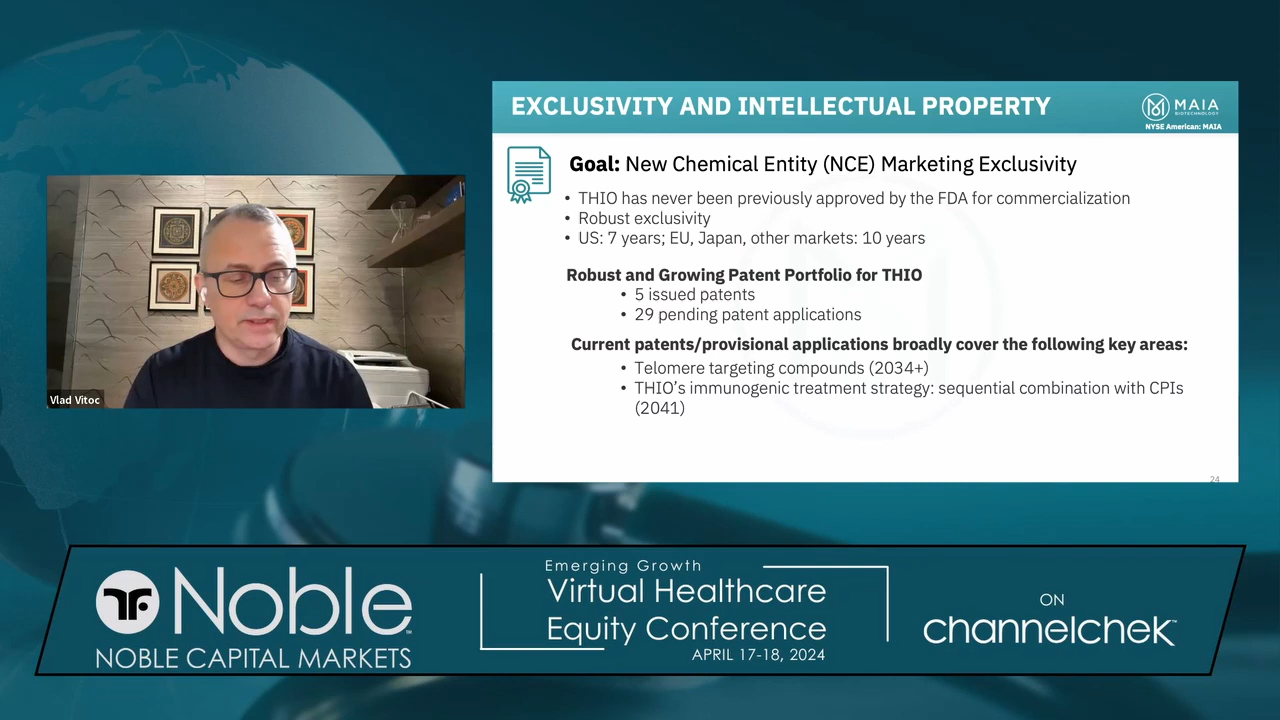 EXCLUSIVITY AND INTELLECTUAL PROPERTY
MAIA
BIOTECHNOLOGY
NYSE American: MAIA
Goal: New Chemical Entity (NCE) Marketing Exclusivity
• THIO has never been previously approved by the FDA for commercialization
• Robust exclusivity
• US: 7 years; EU, Japan, other markets: 10 years
Robust and Growing Patent Portfolio for THIO
• 5 issued patents
• 29 pending patent applications
Current patents/provisional applications broadly cover the following key areas:
• Telomere targeting compounds (2034+)
• THIO's immunogenic treatment strategy: sequential combination with CPIs
(2041)
24
Vlad Vitoc
Noble™
NOBLE CAPITAL MARKETS
Emerging Growth
Virtual Healthcare
Equity Conference
APRIL 17-18, 2024
ON
channelchek™